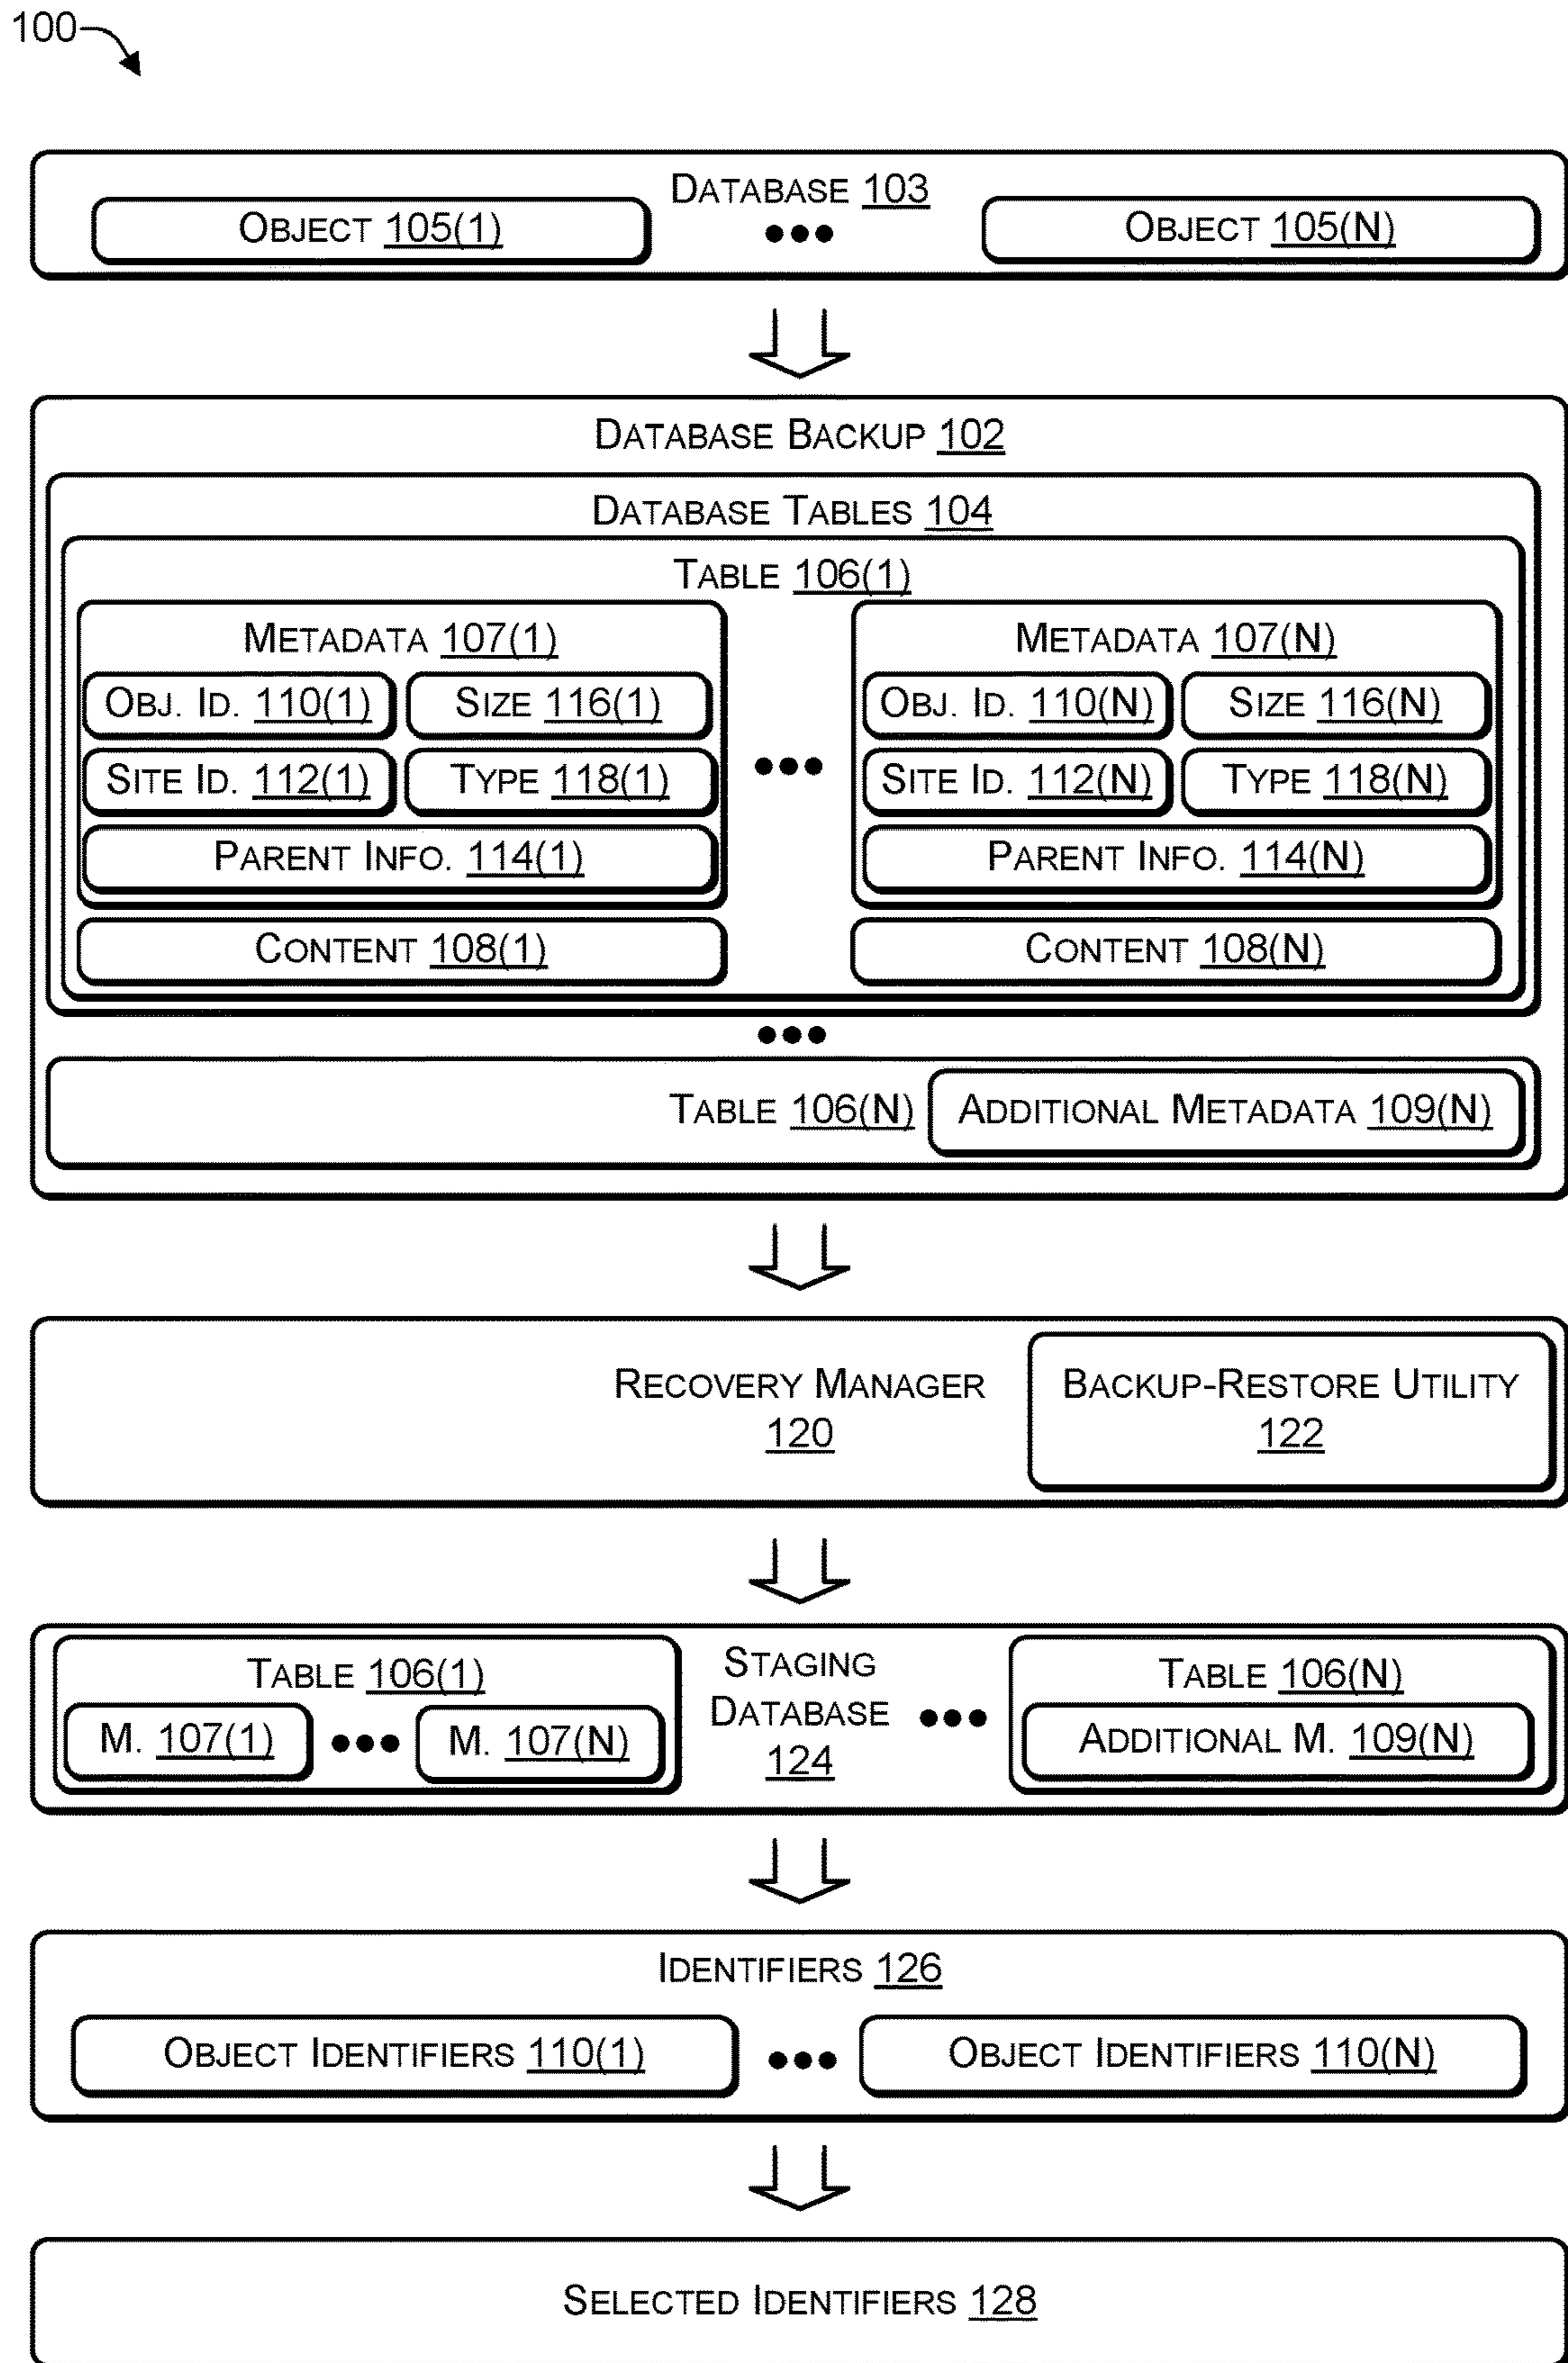 100
DATABASE 103
OBJECT 105(1)
OBJECT 105(N)
DATABASE BACKUP 102
DATABASE TABLES 104
TABLE 106(1)
METADATA 107(1)
OBJ. ID. 110(1)
SIZE 116(1)
SITE ID. 112(1)
TYPE 118(1)
PARENT INFO. 114(1)
CONTENT 108(1)
METADATA 107(N)
OBJ. ID. 110(N)
SIZE 116(N)
SITE ID. 112(N)
TYPE 118(N)
PARENT INFO. 114(N)
CONTENT 108(N)
TABLE 106(N)
ADDITIONAL METADATA 109(N)
RECOVERY MANAGER
120
BACKUP-RESTORE UTILITY
122
TABLE 106(1)
M. 107(1)
M. 107(N)
STAGING
DATABASE
124
TABLE 106(N)
ADDITIONAL M. 109(N)
IDENTIFIERS 126
OBJECT IDENTIFIERS 110(1)
OBJECT IDENTIFIERS 110(N)
SELECTED IDENTIFIERS 128